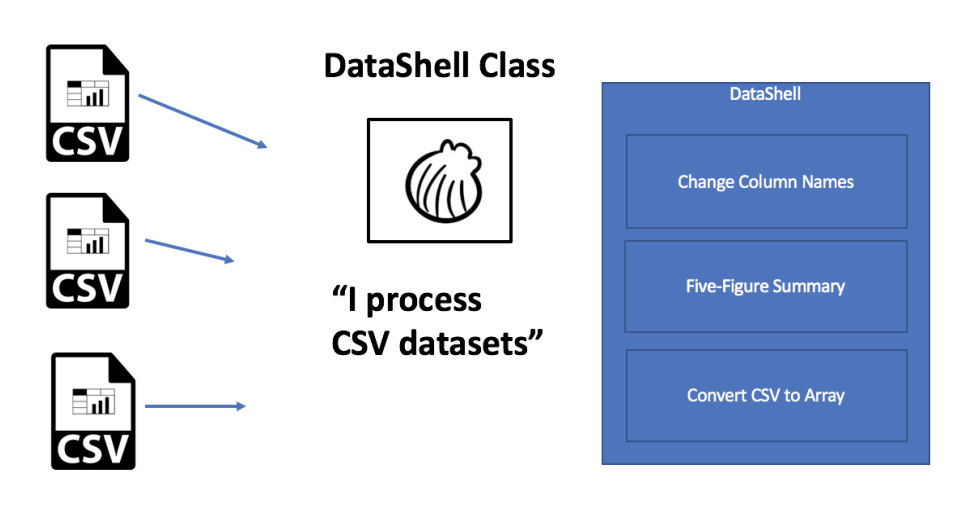 CSV
CSV
CSV
DataShell Class
“I process
CSV datasets”
DataShell
Change Column Names
Five-Figure Summary
Convert CSV to Array